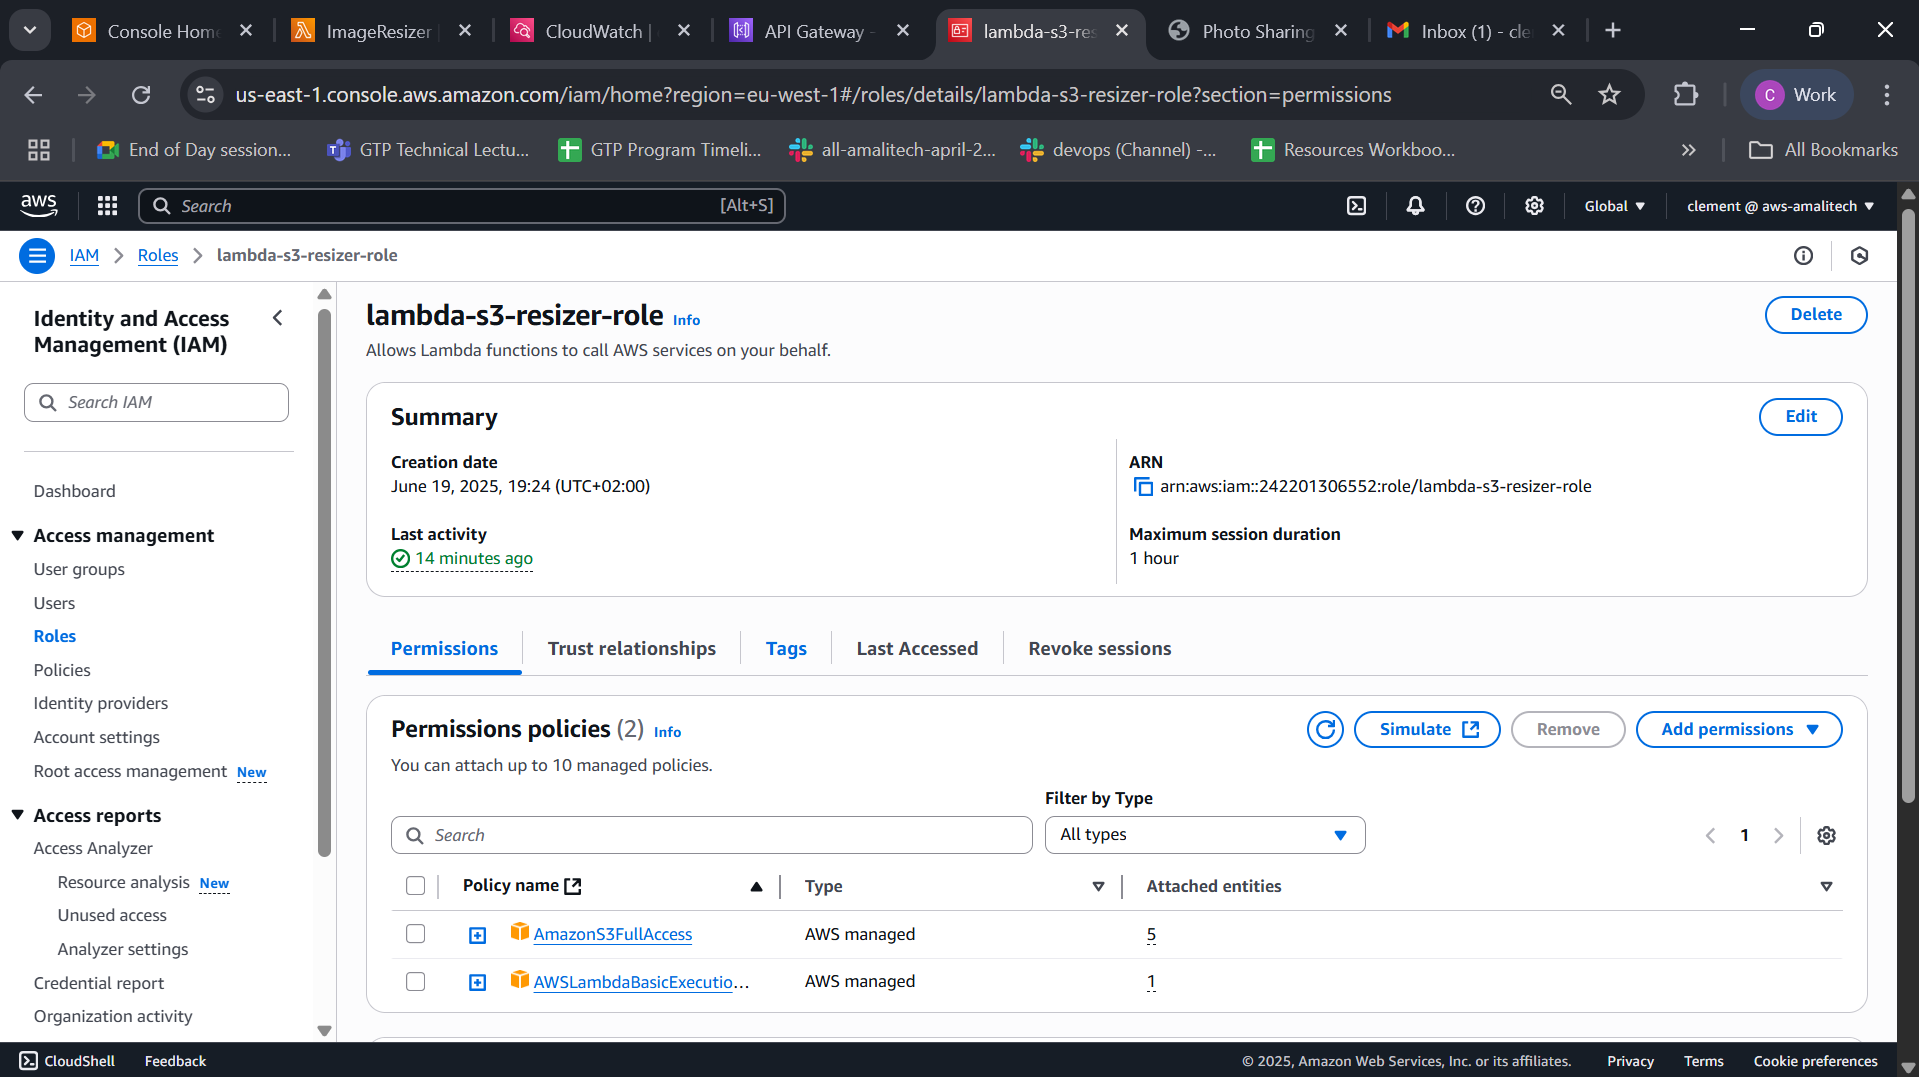 Console Home
ImageResizer
CloudWatch |
API Gateway -
lambda-s3-res
Photo Sharing
Inbox (1) - cle
us-east-1.console.aws.amazon.com/iam/home?region=eu-west-1#/roles/details/lambda-s3-resizer-role?section=permissions
C Work
End of Day session...
GTP Technical Lectu...
GTP Program Timeli...
all-amalitech-april-2...
devops (Channel) -...
Resources Workboo...
All Bookmarks
aws
Search [Alt+S]
Global
clement @ aws-amalitech
IAM
Roles
lambda-s3-resizer-role
Identity and Access
Management (IAM)
Search IAM
Dashboard
Access management
User groups
Users
Roles
Policies
Identity providers
Account settings
Root access management New
Access reports
Access Analyzer
Resource analysis New
Unused access
Analyzer settings
Credential report
Organization activity
lambda-s3-resizer-role Info
Delete
Allows Lambda functions to call AWS services on your behalf.
Summary
Edit
Creation date
June 19, 2025, 19:24 (UTC+02:00)
ARN
arn:aws:iam::242201306552:role/lambda-s3-resizer-role
Last activity
14 minutes ago
Maximum session duration
1 hour
Permissions
Trust relationships
Tags
Last Accessed
Revoke sessions
Permissions policies (2) Info
Simulate
Remove
Add permissions
You can attach up to 10 managed policies.
Filter by Type
Search
All types
1
Policy name
Type
Attached entities
AmazonS3FullAccess
AWS managed
5
AWSLambdaBasicExecutio...
AWS managed
1
CloudShell
Feedback
© 2025, Amazon Web Services, Inc. or its affiliates.
Privacy
Terms
Cookie preferences